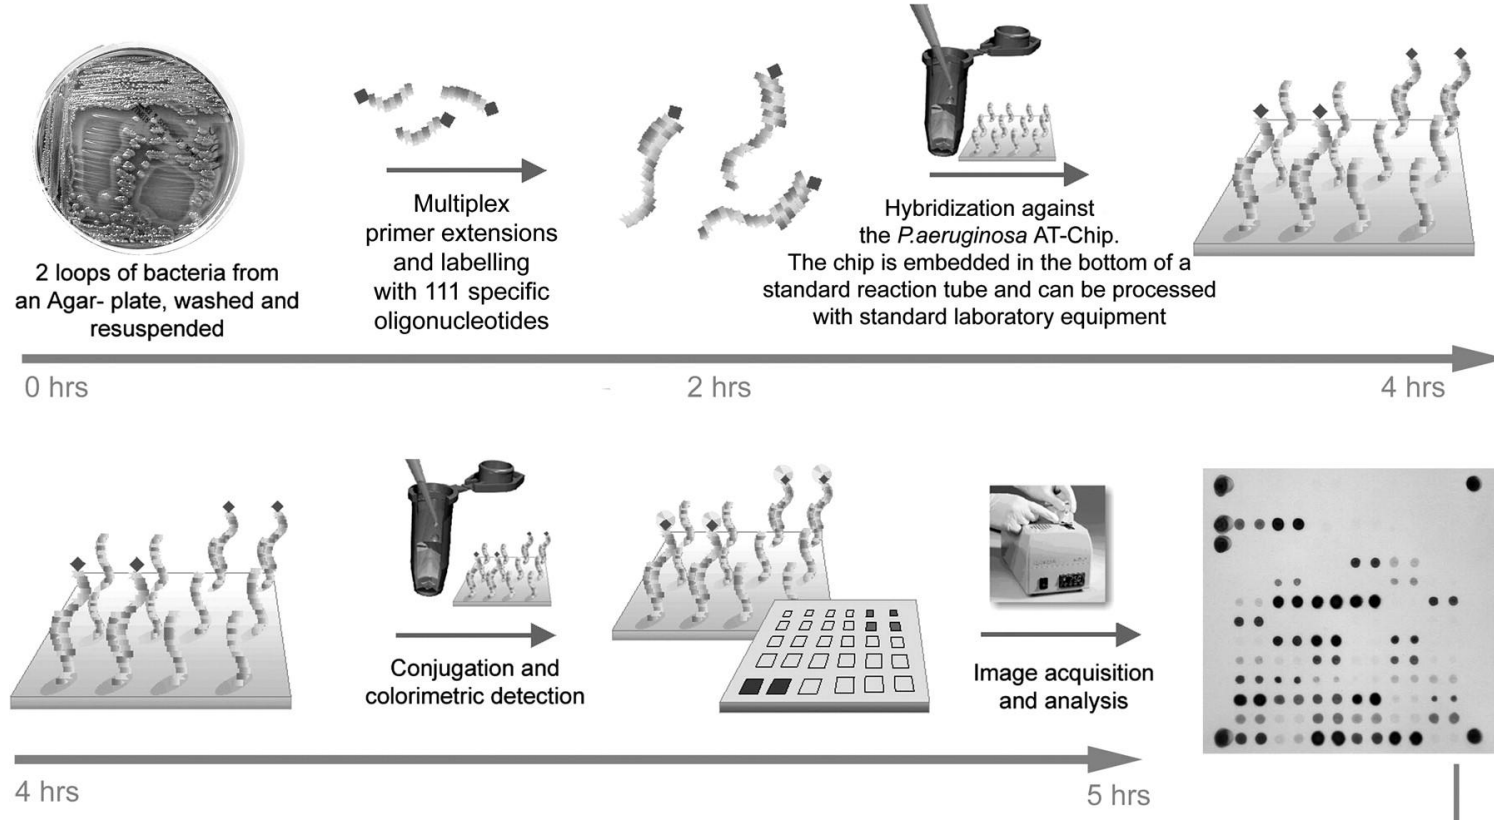 2 loops of bacteria from
an Agar- plate, washed and
resuspended
Multiplex
primer extensions
and labelling
with 111 specific
oligonucleotides
Hybridization against
the P.aeruginosa AT-Chip.
The chip is embedded in the bottom of a
standard reaction tube and can be processed
with standard laboratory equipment
0 hrs
2 hrs
4 hrs
Conjugation and
colorimetric detection
Image acquisition
and analysis
4 hrs
5 hrs